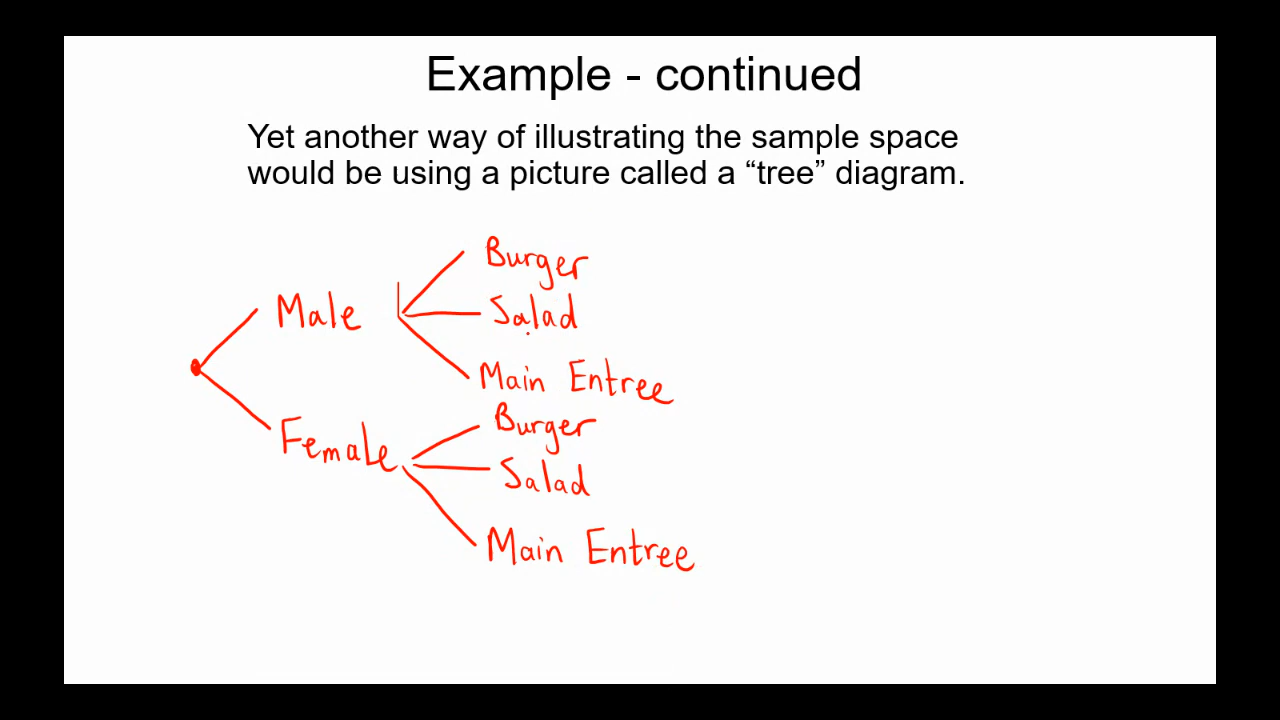 Example - continued
Yet another way of illustrating the sample space
would be using a picture called a “tree” diagram.
Burger
Male Salad
Main Entree
Burger
Female Salad
Main Entree